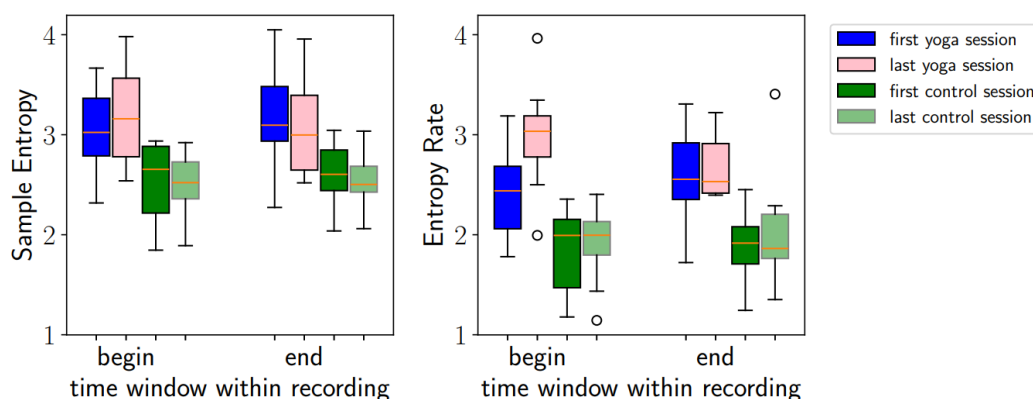 4
3
2
1
Sample Entropy
begin
end
time window within recording
4
3
2
1
Entropy Rate
begin
end
time window within recording
first yoga session
last yoga session
first control session
last control session